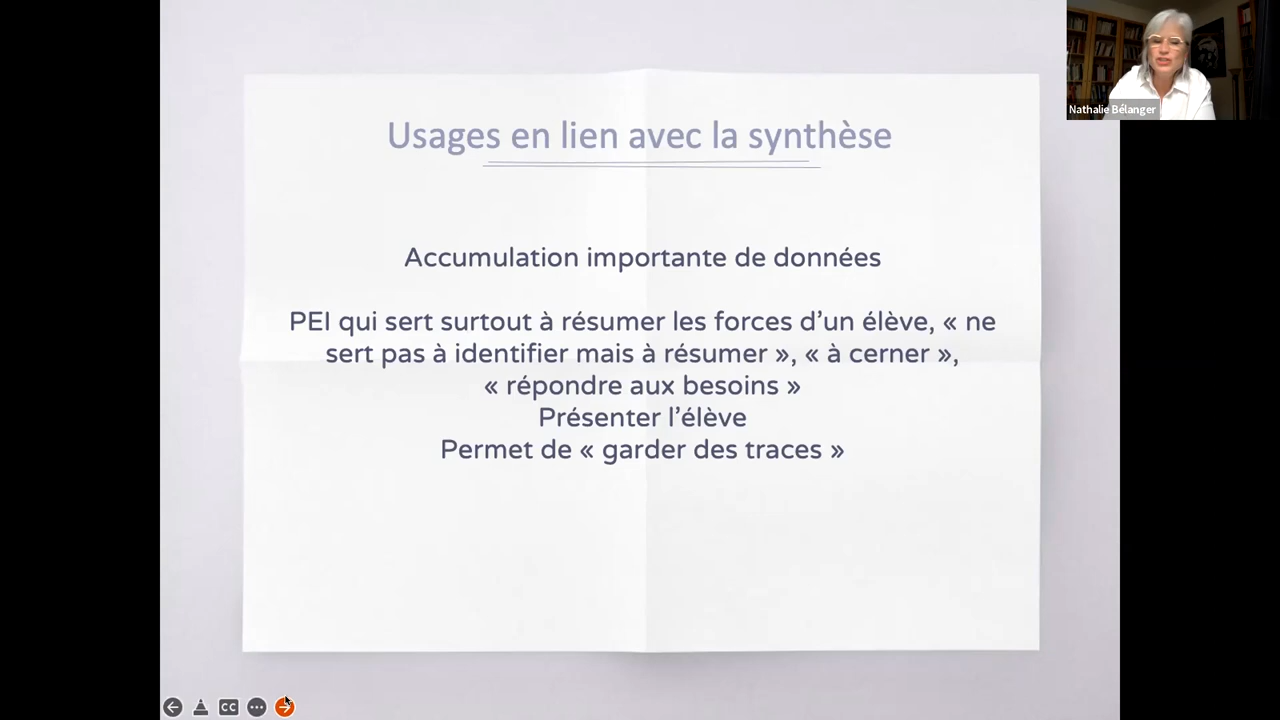 Nathalie Bélanger
Usages en lien avec la synthèse
Accumulation importante de données
PEI qui sert surtout à résumer les forces d’un élève, « ne
sert pas à identifier mais à résumer », « à cerner »,
« répondre aux besoins »
Présenter l’élève
Permet de « garder des traces »
CC